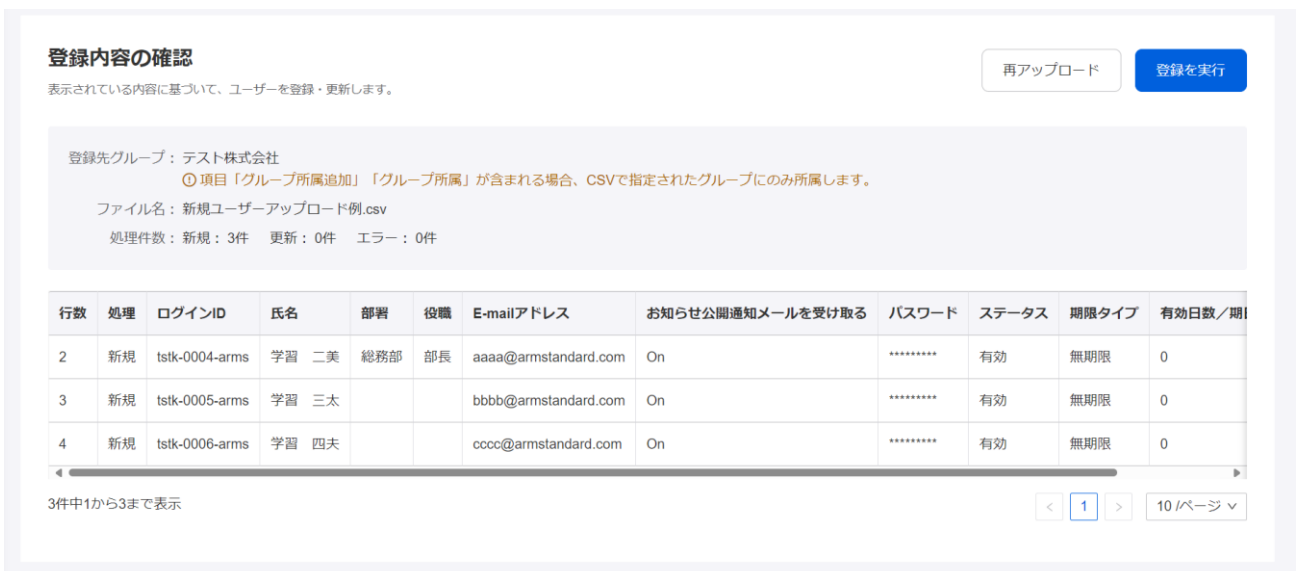 登録内容の確認
再アップロード 登録を実行
表示されている内容に基づいて、ユーザーを登録・更新します。
登録先グループ： テスト株式会社
項目「グループ所属追加」「グループ所属」が含まれる場合、CSVで指定されたグループにのみ所属します。
ファイル名： 新規ユーザーアップロード例.csv
処理件数： 新規： 3件 更新： 0件 エラー： 0件
行数 処理 ログインID 氏名 部署 役職 E-mailアドレス お知らせ公開通知メールを受け取る パスワード ステータス 期限タイプ 有効日数／期
2 新規 tstk-0004-arms 学習 二美 総務部 部長 aaaa@armstandard.com On ********* 有効 無期限 0
3 新規 tstk-0005-arms 学習 三太 bbbb@armstandard.com On ********* 有効 無期限 0
4 新規 tstk-0006-arms 学習 四夫 cccc@armstandard.com On ********* 有効 無期限 0
3件中1から3まで表示
< 1 > 10 /ページ